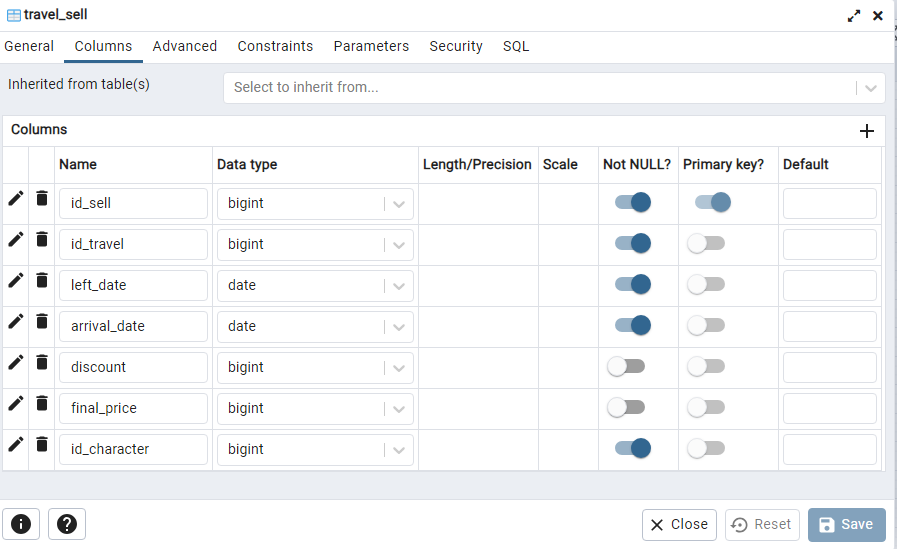 travel_sell
General Columns Advanced Constraints Parameters Security SQL
Inherited from table(s) Select to inherit from...
Columns
Name Data type Length/Precision Scale Not NULL? Primary key? Default
id_sell bigint
id_travel bigint
left_date date
arrival_date date
discount bigint
final_price bigint
id_character bigint
Close Reset Save